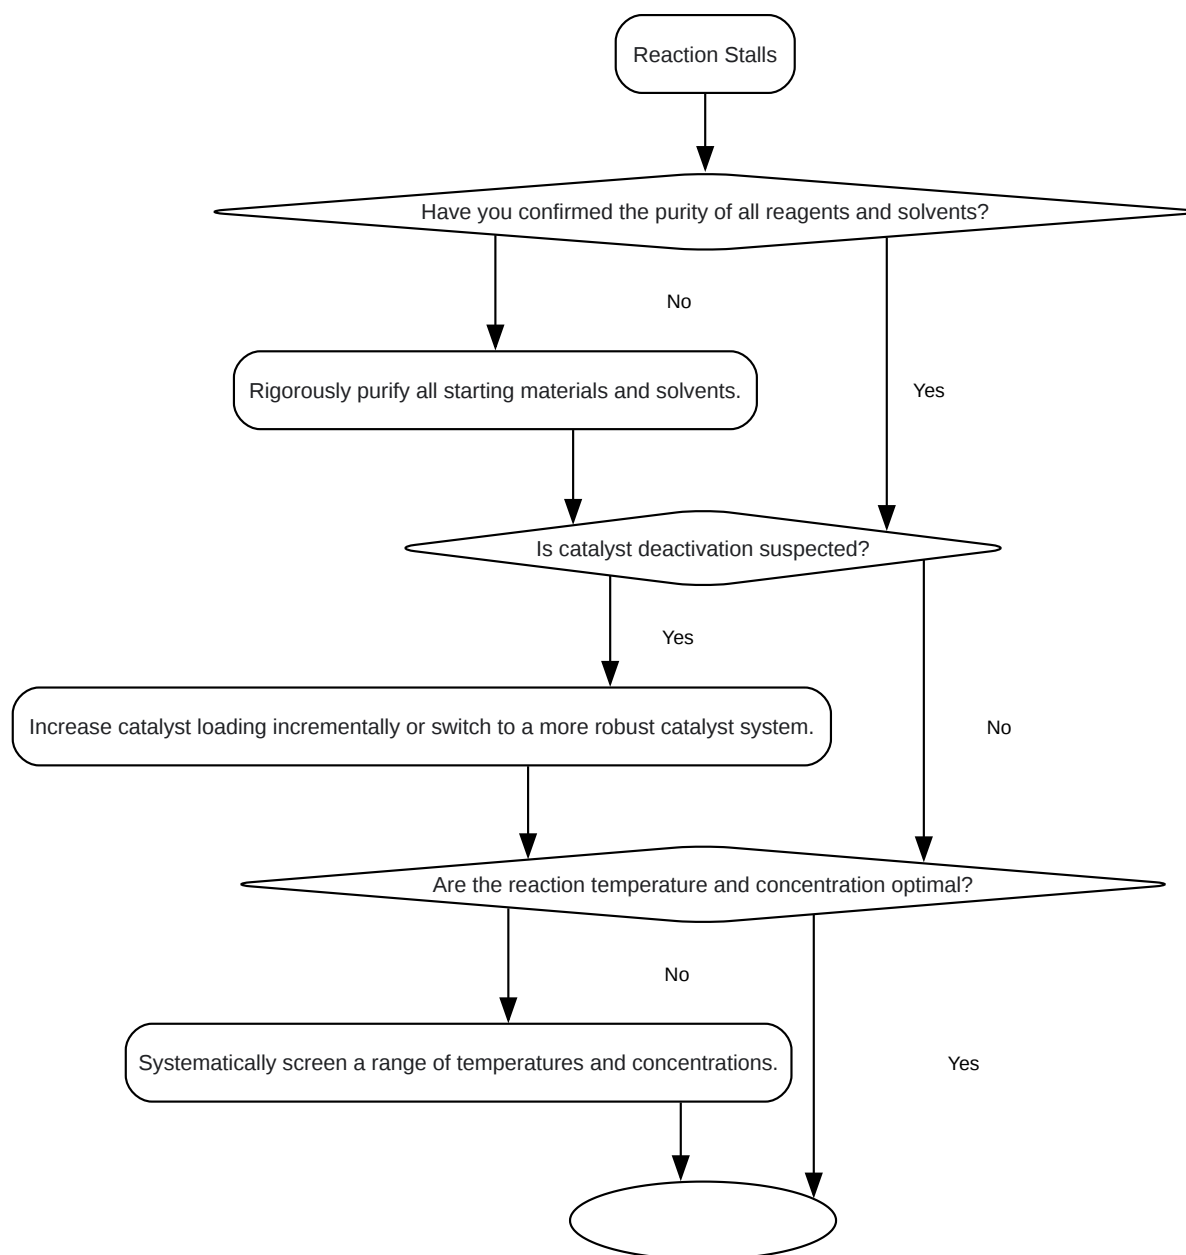 Reaction Stalls
Have you confirmed the purity of all reagents and solvents?
No
Rigorously purify all starting materials and solvents.
Yes
Is catalyst deactivation suspected?
Yes
Increase catalyst loading incrementally or switch to a more robust catalyst system.
No
Are the reaction temperature and concentration optimal?
No
Systematically screen a range of temperatures and concentrations.
Yes